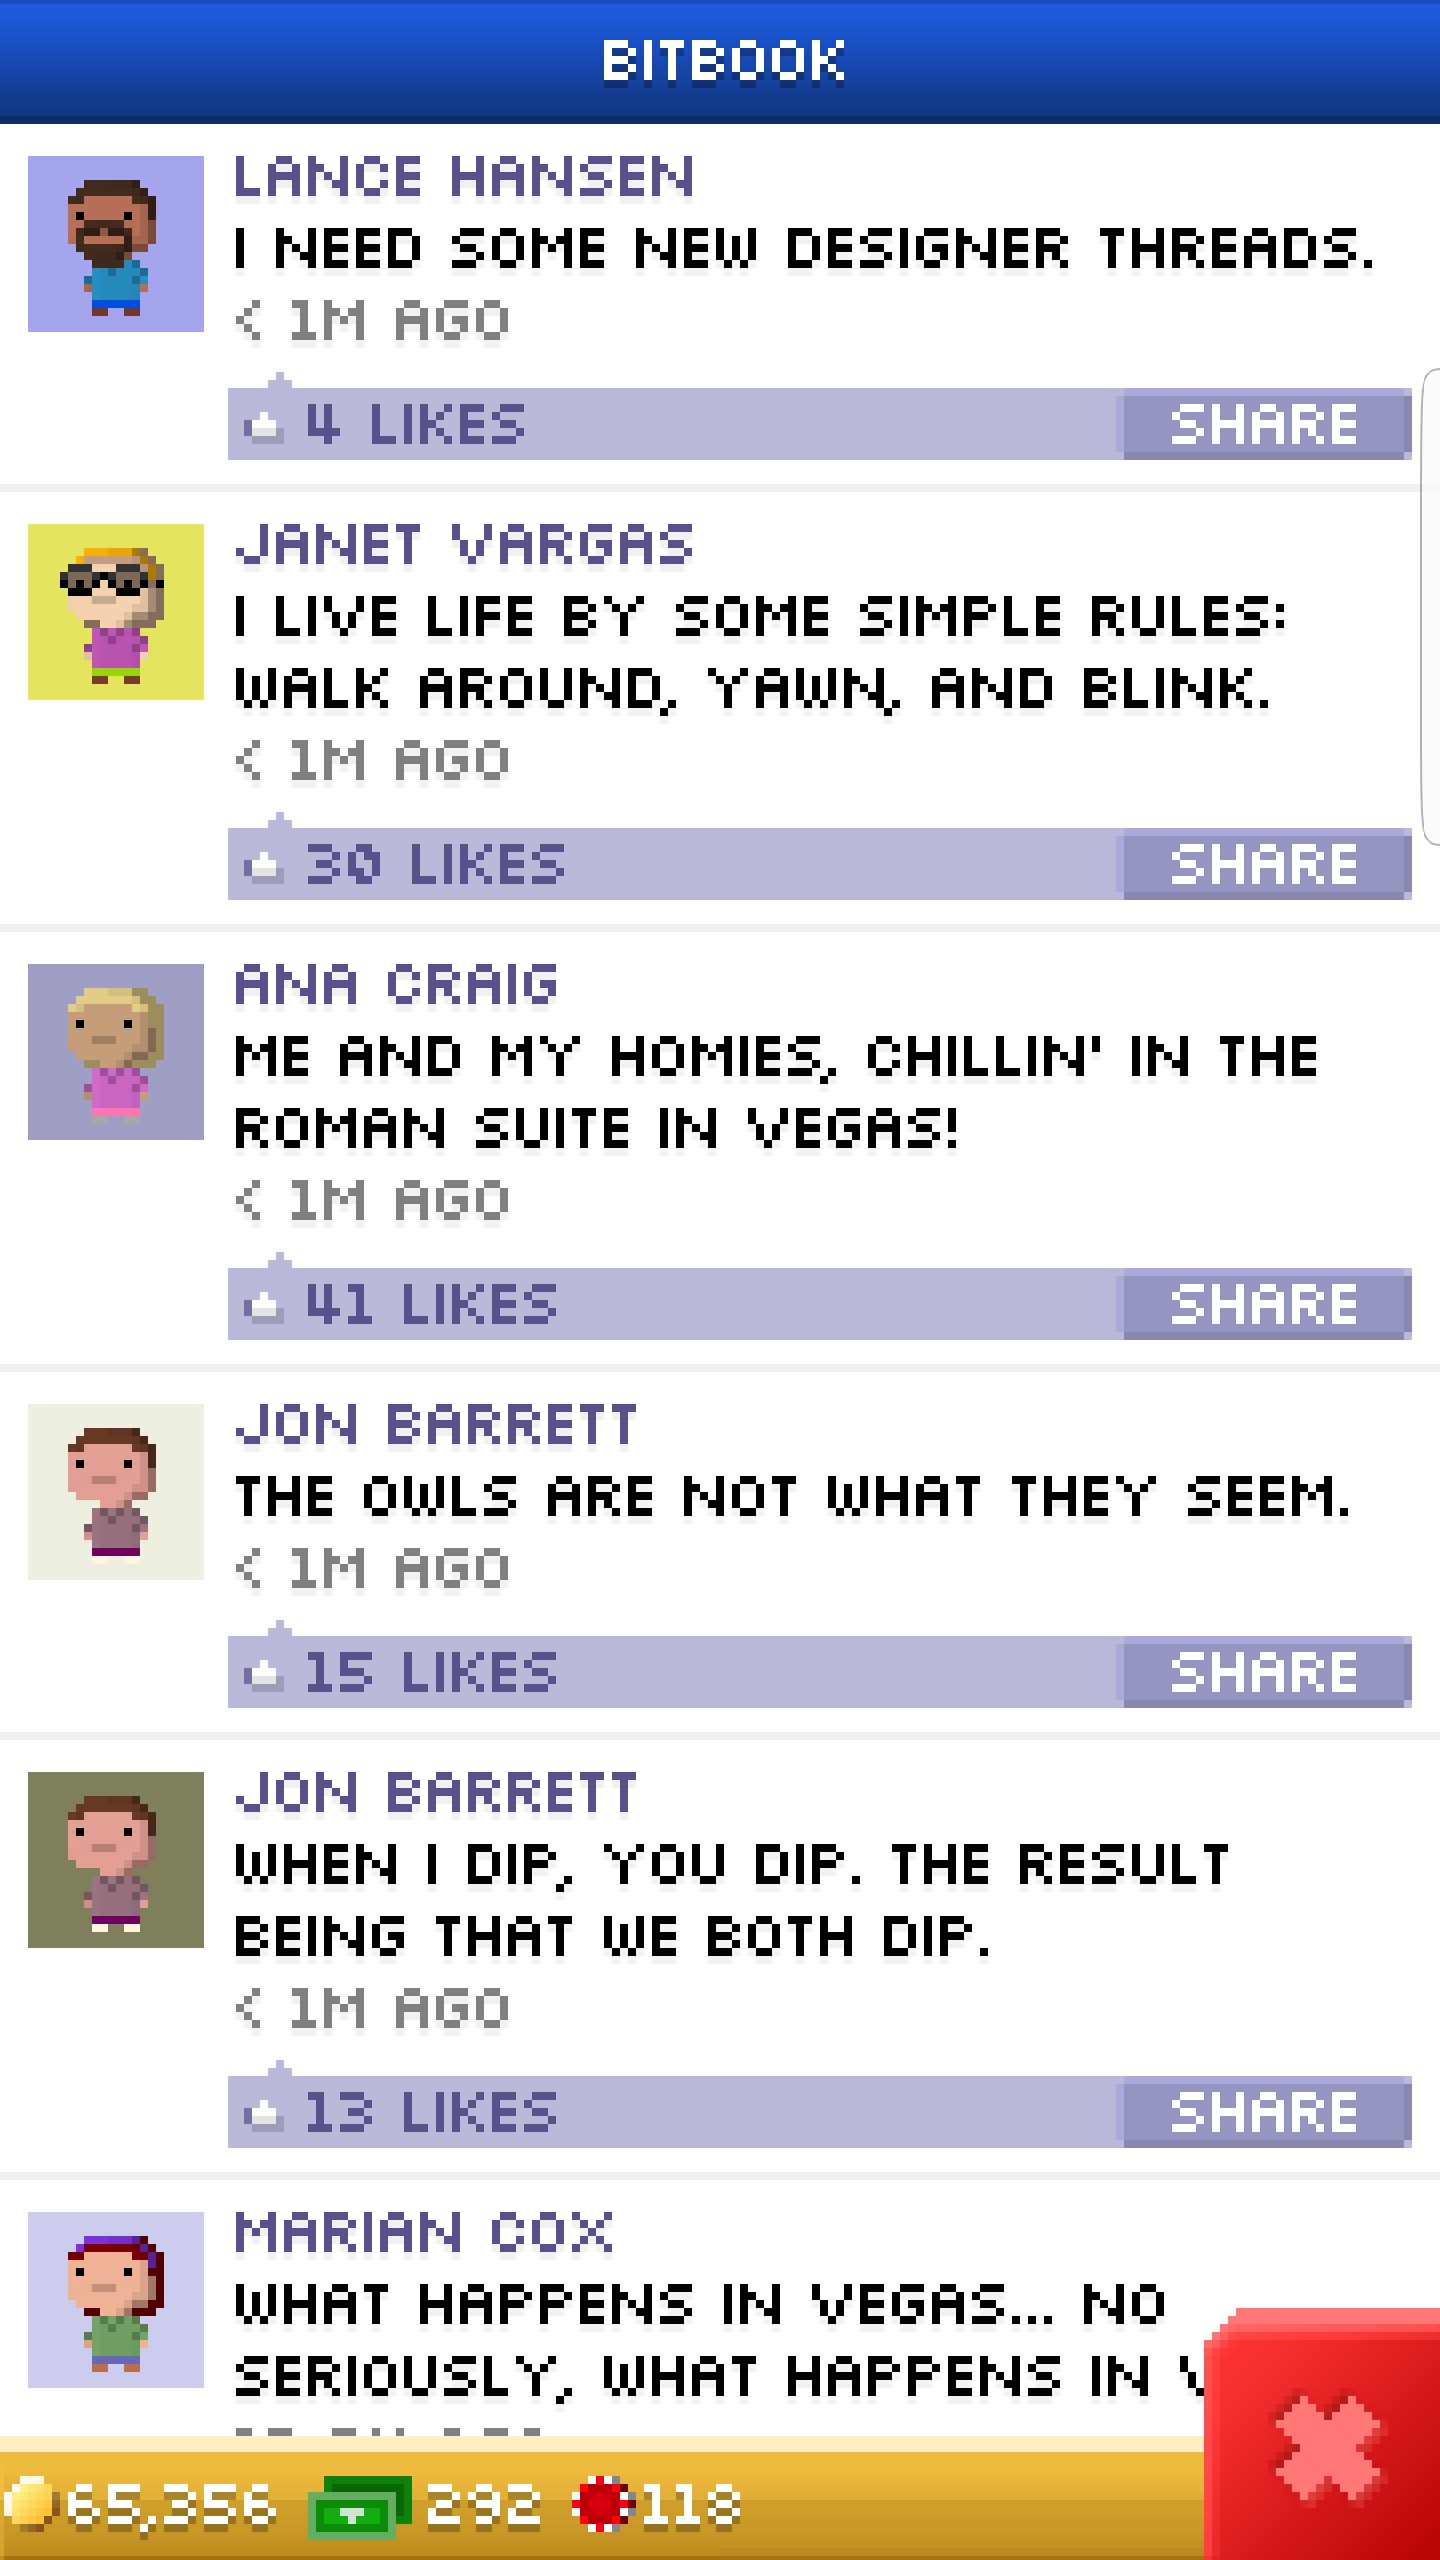 BITBOOK
LANCE HANSEN
I NEED SOME NEW DESIGNER THREADS.
< 1M AGO
4 LIKES
SHARE
JANET VARGAS
I LIVE LIFE BY SOME SIMPLE RULES:
WALK AROUND, YAWN, AND BLINK.
< 1M AGO
30 LIKES
SHARE
ANA CRAIG
ME AND MY HOMIES, CHILLIN' IN THE
ROMAN SUITE IN VEGAS!
< 1M AGO
41 LIKES
SHARE
JON BARRETT
THE OWLS ARE NOT WHAT THEY SEEM.
< 1M AGO
15 LIKES
SHARE
JON BARRETT
WHEN I DIP, YOU DIP. THE RESULT
BEING THAT WE BOTH DIP.
< 1M AGO
13 LIKES
SHARE
MARIAN COX
WHAT HAPPENS IN VEGAS... NO
SERIOUSLY, WHAT HAPPENS IN
65,356 292 118